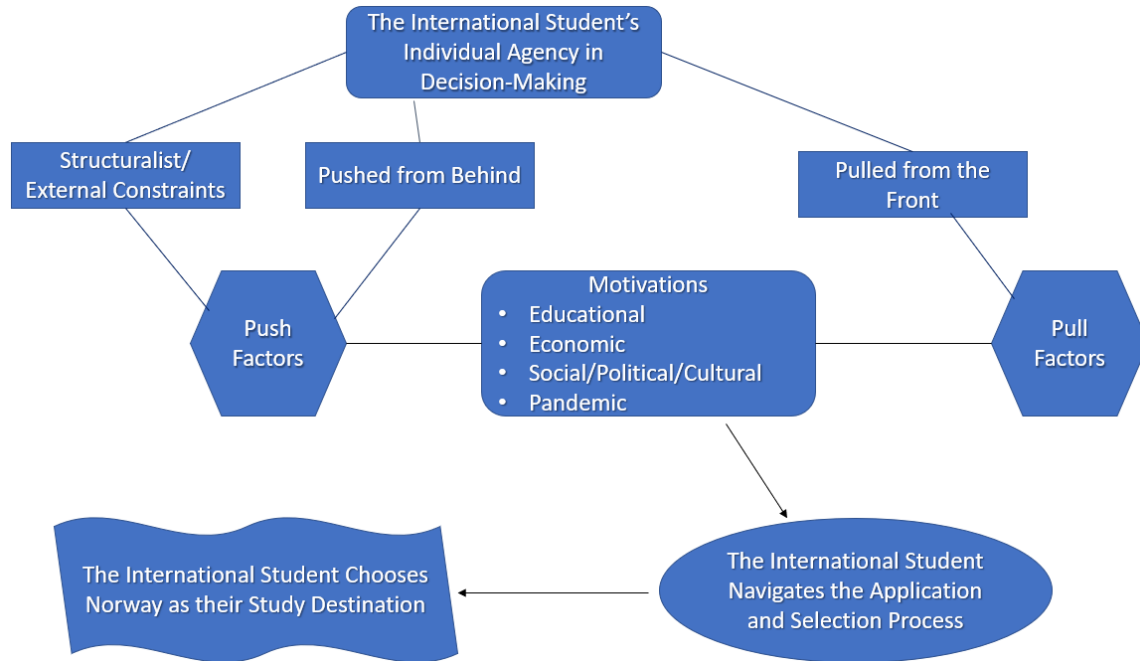 The International Student's
Individual Agency in
Decision-Making
Structuralist/
External Constraints
Pushed from Behind
Pulled from the
Front
Push
Factors
Motivations
• Educational
• Economic
• Social/Political/Cultural
• Pandemic
Pull
Factors
The International Student Chooses
Norway as their Study Destination
The International Student
Navigates the Application
and Selection Process